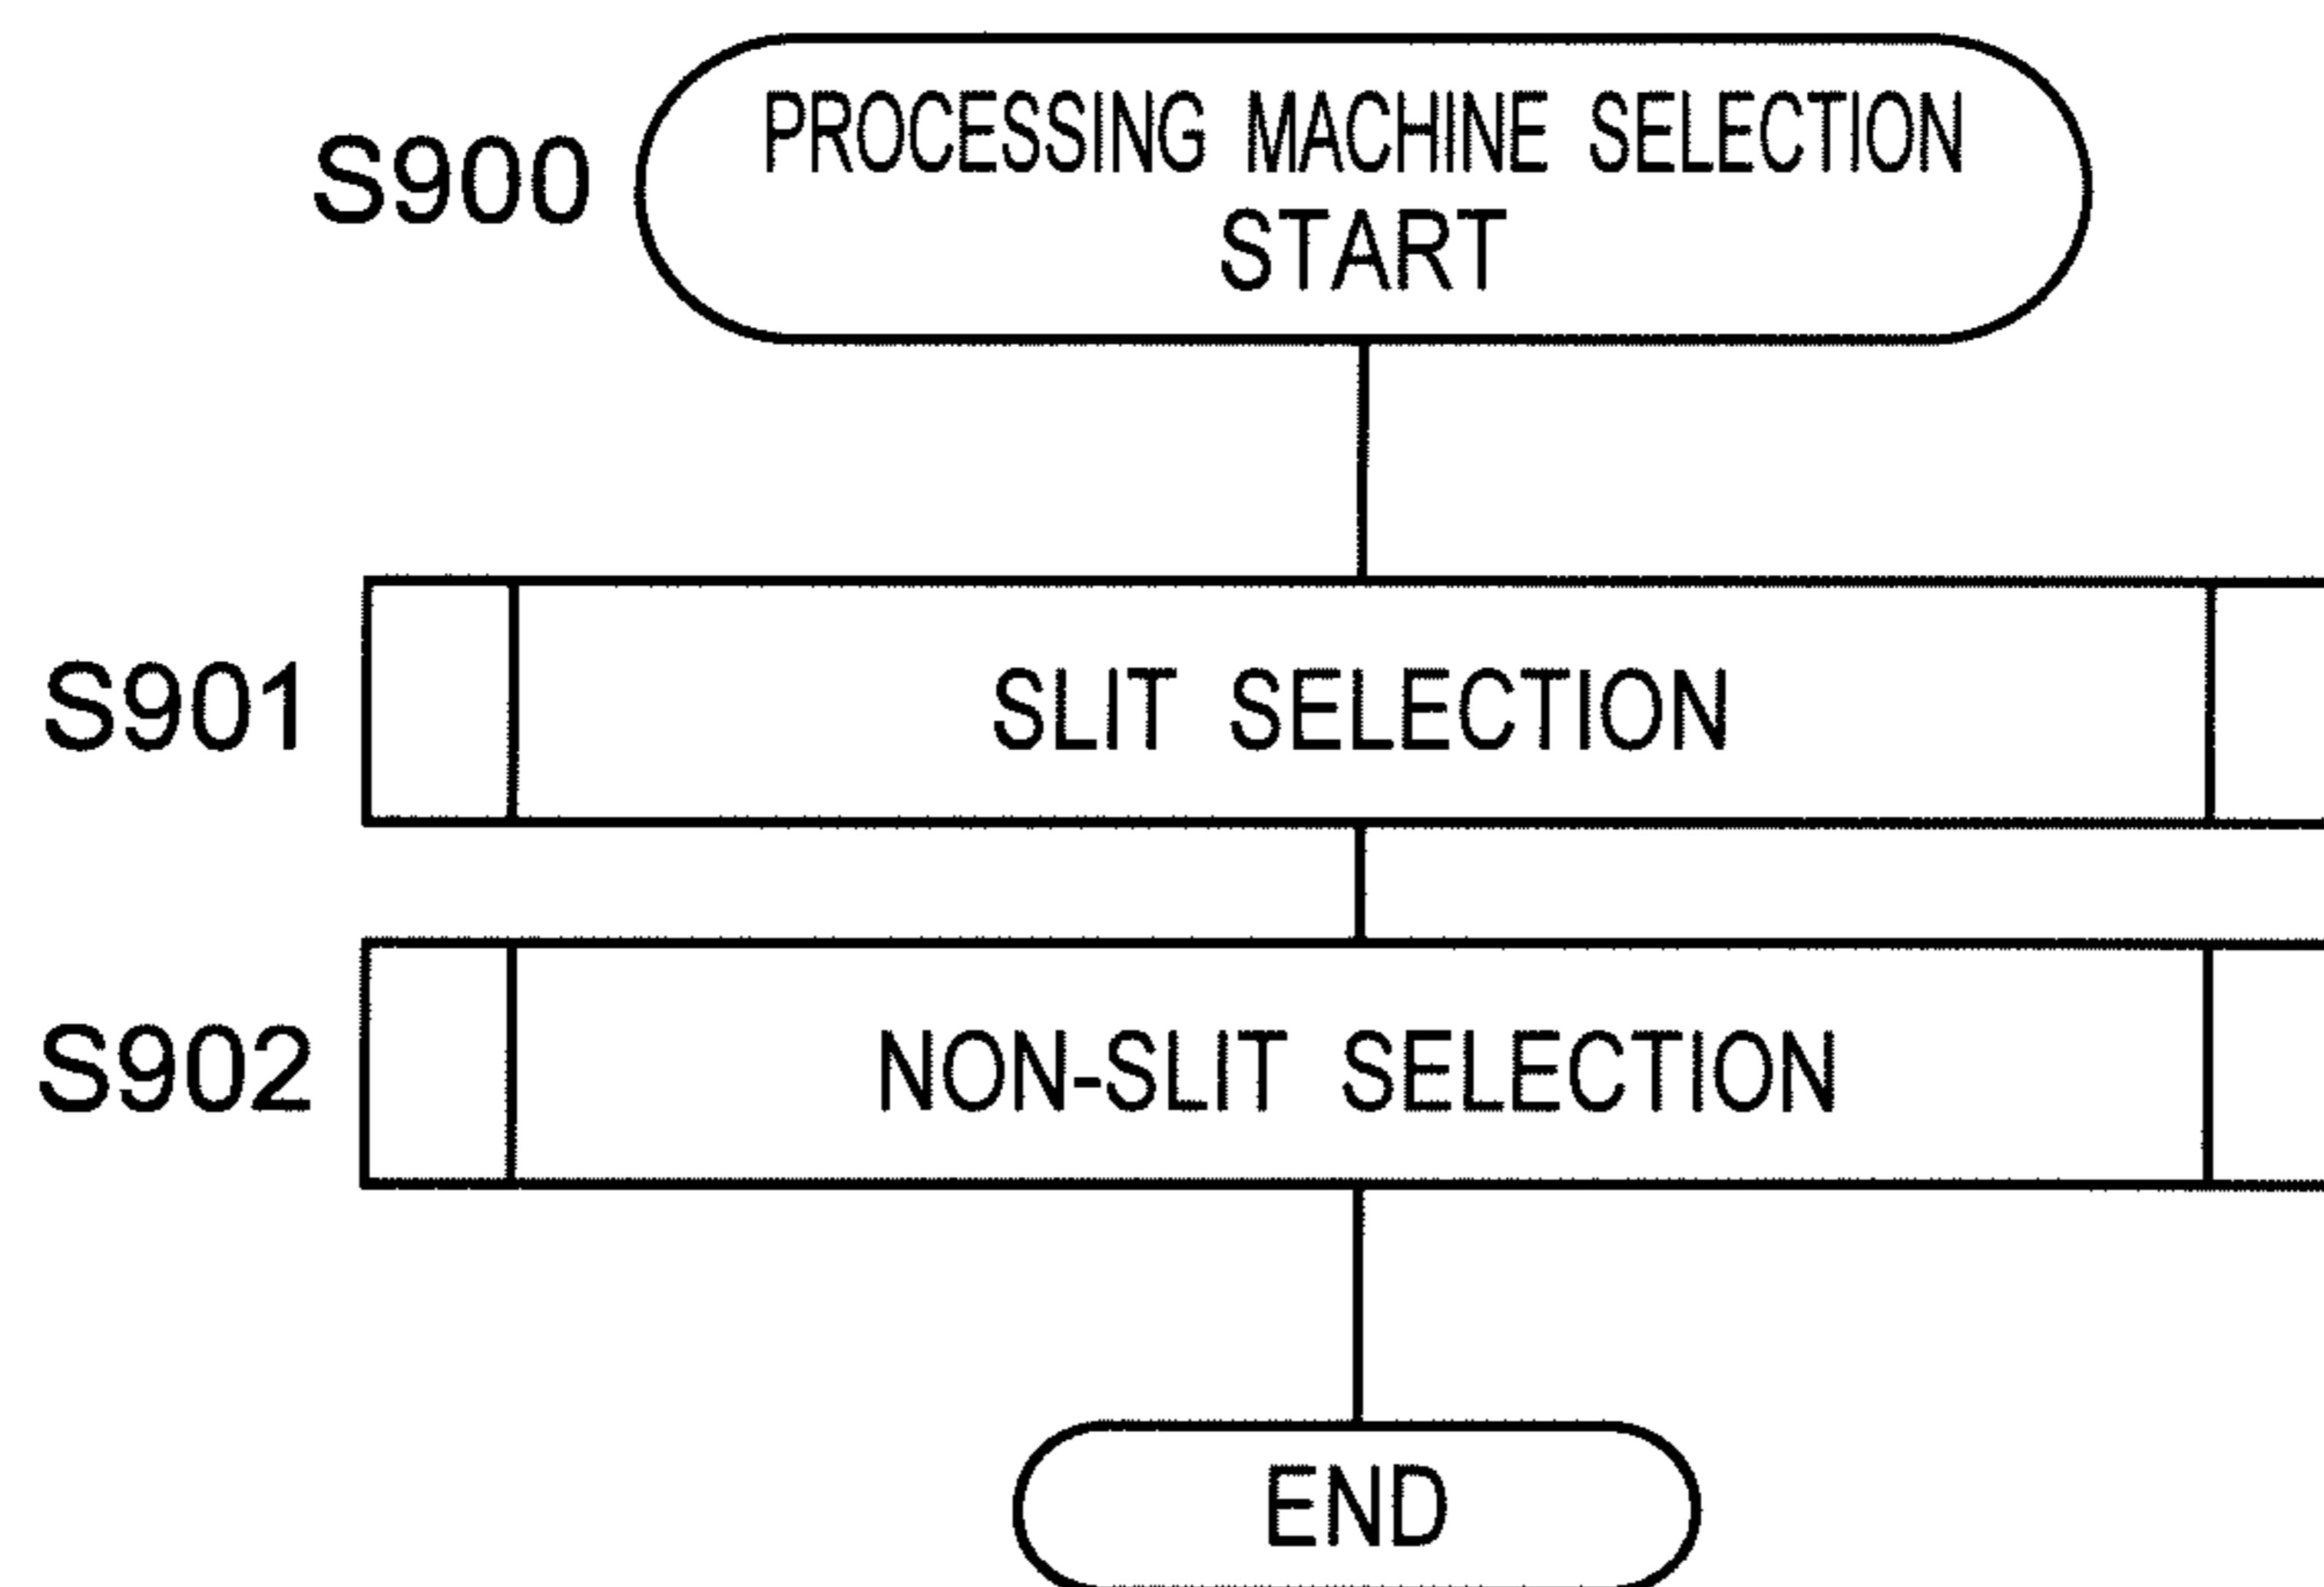 S900
PROCESSING MACHINE SELECTION
START
S901
SLIT SELECTION
S902
NON-SLIT SELECTION
END